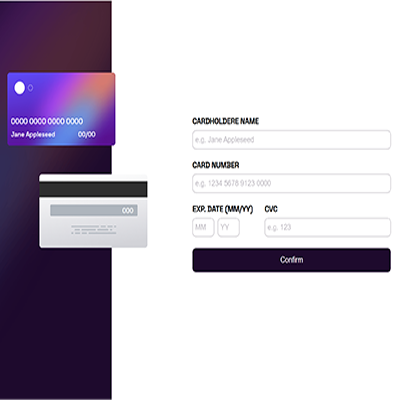 0000 0000 0000 0000
Jane Appleseed 00/00
000
CARDHOLDERE NAME
e.g. Jane Appleseed
CARD NUMBER
e.g. 1234 5678 9123 0000
EXP. DATE (MM/YY) CVC
MM YY e.g. 123
Confirm